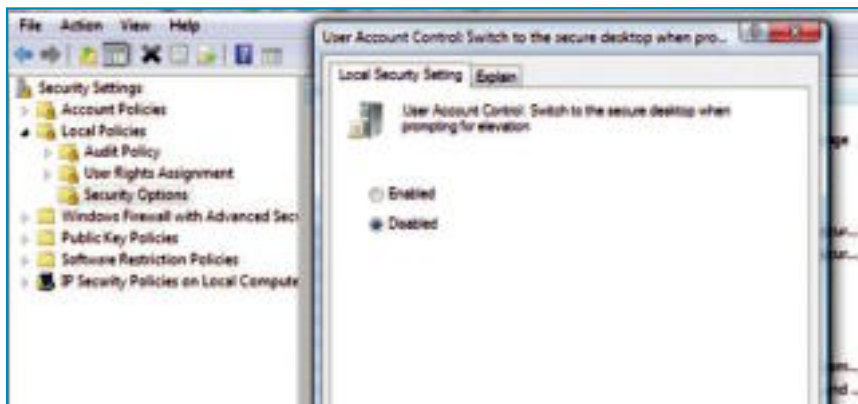 File Action View Help
Security Settings
Account Policies
Local Policies
Audit Policy
User Rights Assignment
Security Options
Windows Firewall with Advanced Sec
Public Key Policies
Software Restriction Policies
IP Security Policies on Local Compute
User Account Control: Switch to the secure desktop when pro...
Local Security Setting Explain
User Account Control: Switch to the secure desktop when
prompting for elevation
Enabled
Disabled